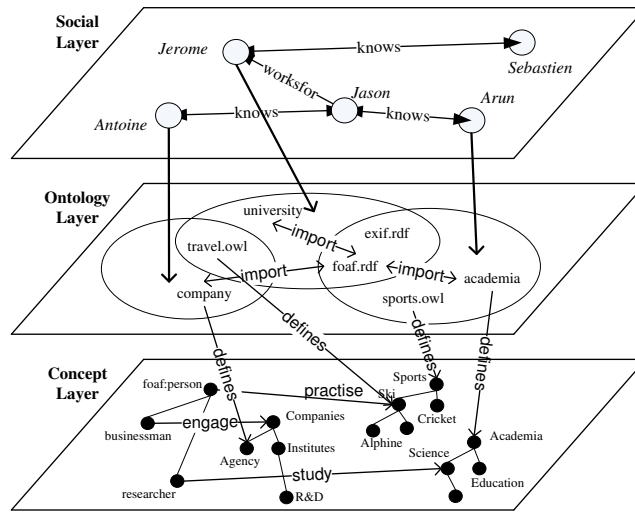 Social
Layer
Jerome
knows
Sebastien
worksfor
Jason
Arun
Antoine
knows
knows
Ontology
Layer
university
import
exif.rdf
travel.owl
import
foaf.rdf
import
academia
company
sports.owl
defines
defines
defines
defines
Concept
Layer
foaf:person
practise
Ski
Sports
businessman
engage
Companies
Alphine
Cricket
Agency
Institutes
Science
Academia
researcher
study
R&D
Education